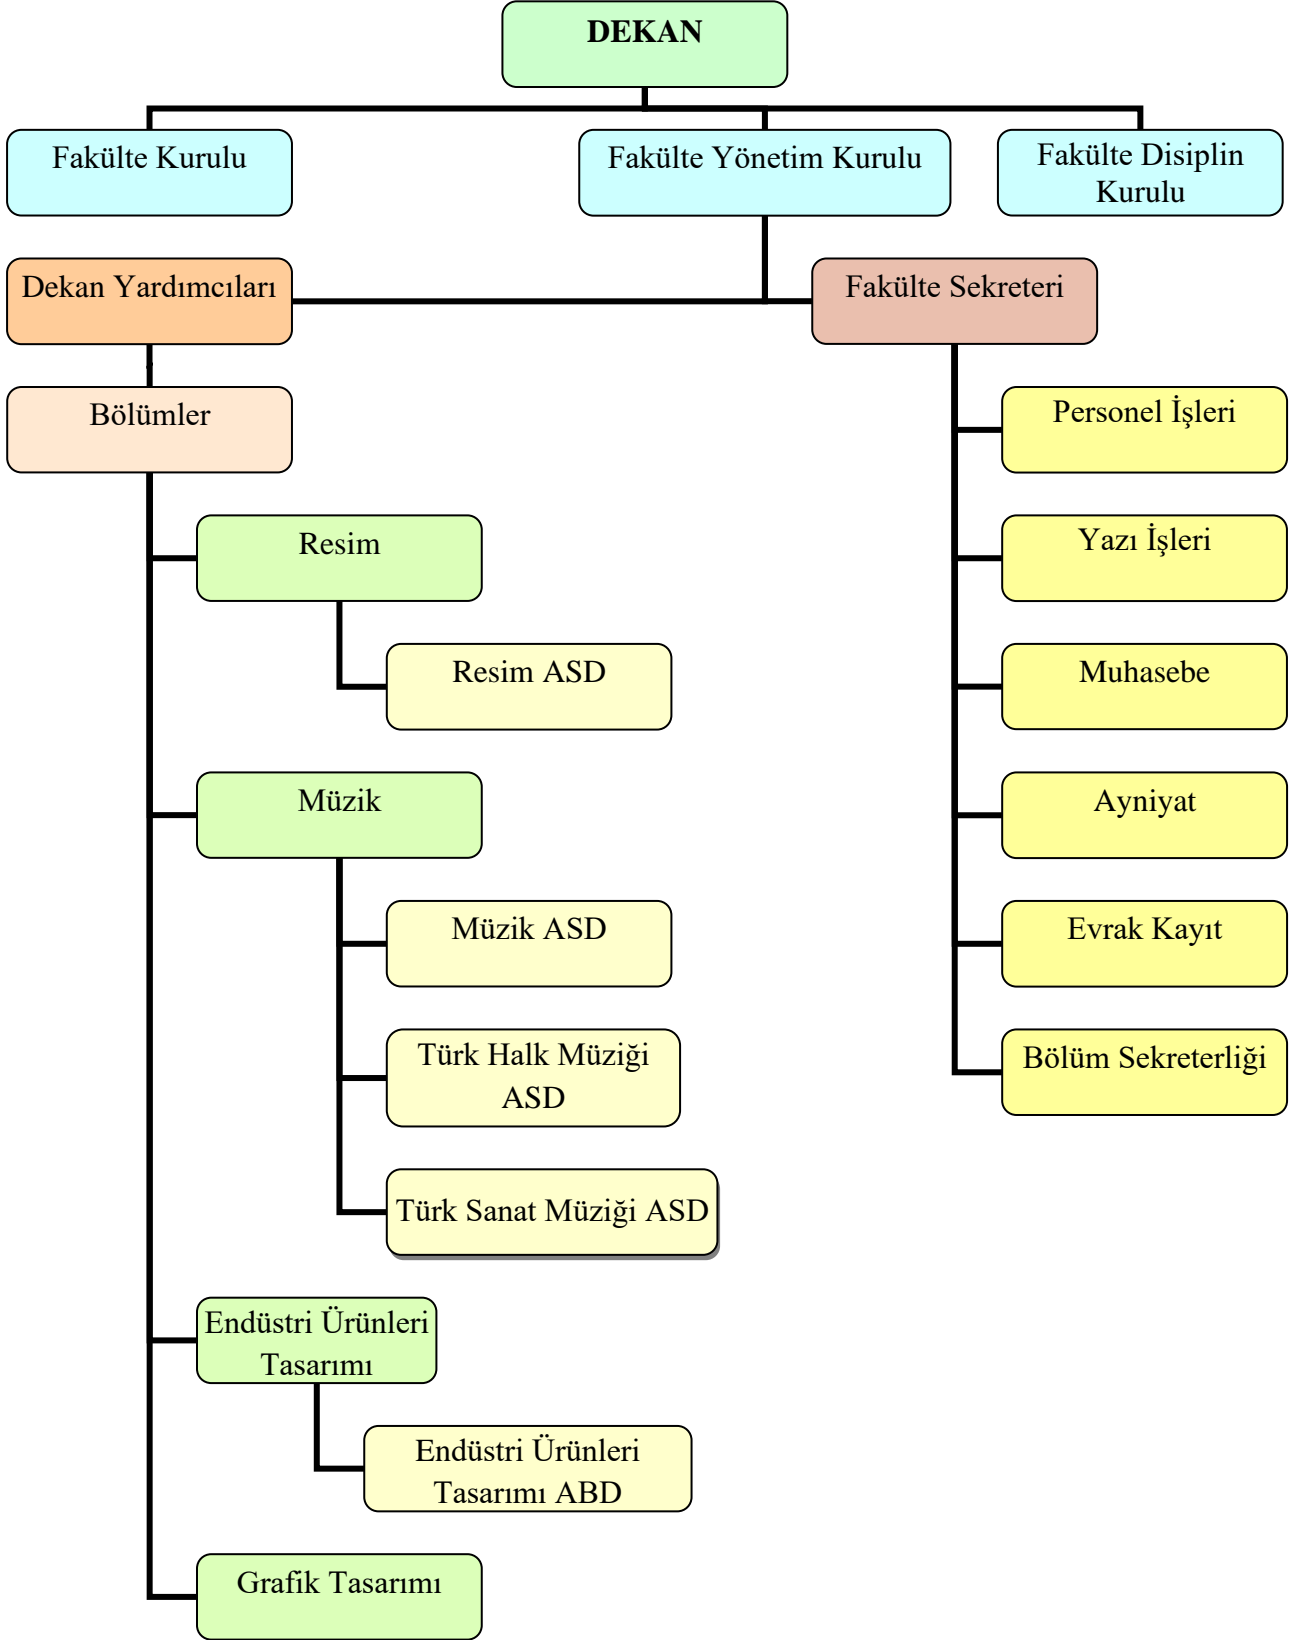 DEKAN
Fakülte Kurulu
Fakülte Yönetim Kurulu
Fakülte Disiplin
Kurulu
Dekan Yardımcıları
Fakülte Sekreteri
Bölümler
Personel İşleri
Resim
Yazı İşleri
Resim ASD
Muhasebe
Müzik
Ayniyat
Müzik ASD
Evrak Kayıt
Türk Halk Müziği
ASD
Bölüm Sekreterliği
Türk Sanat Müziği ASD
Endüstri Ürünleri
Tasarımı
Endüstri Ürünleri
Tasarımı ABD
Grafik Tasarımı